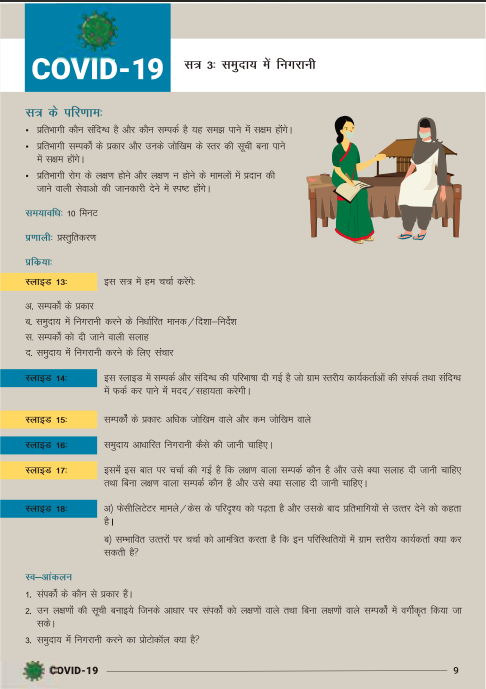 COVID-19
सत्र 3: समुदाय में निगरानी
सत्र के परिणामः
• प्रतिभागी कौन संदिग्ध है और कौन सम्पर्क है यह समझ पाने में सक्षम होंगे।
• प्रतिभागी सम्पर्कों के प्रकार और उनके जोखिम के स्तर की सूची बना पाने
में सक्षम होंगे।
• प्रतिभागी रोग के लक्षण होने और लक्षण न होने के मामलों में प्रदान की
जाने वाली सेवाओ की जानकारी देने में स्पष्ट होंगे।
समयावधिः 10 मिनट
प्रणालीः प्रस्तुतिकरण
प्रकियाः
स्लाइड 13: इस सत्र में हम चर्चा करेंगेः
अ. सम्पर्कों के प्रकार
ब. समुदाय में निगरानी करने के निर्धारित मानक/दिशा–निर्देश
स. सम्पर्कों को दी जाने वाली सलाह
द. समुदाय में निगरानी करने के लिए संचार
स्लाइड 14: इस स्लाइड में सम्पर्क और संदिग्ध की परिभाषा दी गई है जो ग्राम स्तरीय कार्यकर्ताओं की संपर्क तथा संदिग्ध
में फर्क कर पाने में मदद/सहायता करेगी।
स्लाइड 15: सम्पर्कों के प्रकारः अधिक जोखिम वाले और कम जोखिम वाले
स्लाइड 16: समुदाय आधारित निगरानी कैसे की जानी चाहिए।
स्लाइड 17: इसमें इस बात पर चर्चा की गई है कि लक्षण वाला सम्पर्क कौन है और उसे क्या सलाह दी जानी चाहिए
तथा बिना लक्षण वाला सम्पर्क कौन है और उसे क्या सलाह दी जानी चाहिए।
स्लाइड 18: अ) फेसीलिटेटर मामले/केस के परिदृश्य को पढ़ता है और उसके बाद प्रतिभागियों से उत्तर देने को कहता
है।
ब) सम्भावित उत्तरों पर चर्चा को आमंत्रित करता है कि इन परिस्थितियों में ग्राम स्तरीय कार्यकर्ता क्या कर
सकती है?
स्व–आंकलन
1. संपर्कों के कौन से प्रकार हैं।
2. उन लक्षणों की सूची बनाइये जिनके आधार पर संपर्कों को लक्षणों वाले तथा बिना लक्षणों वाले सम्पर्कों में वर्गीकृत किया जा
सके।
3. समुदाय में निगरानी करने का प्रोटोकॉल क्या है?
COVID-19 9